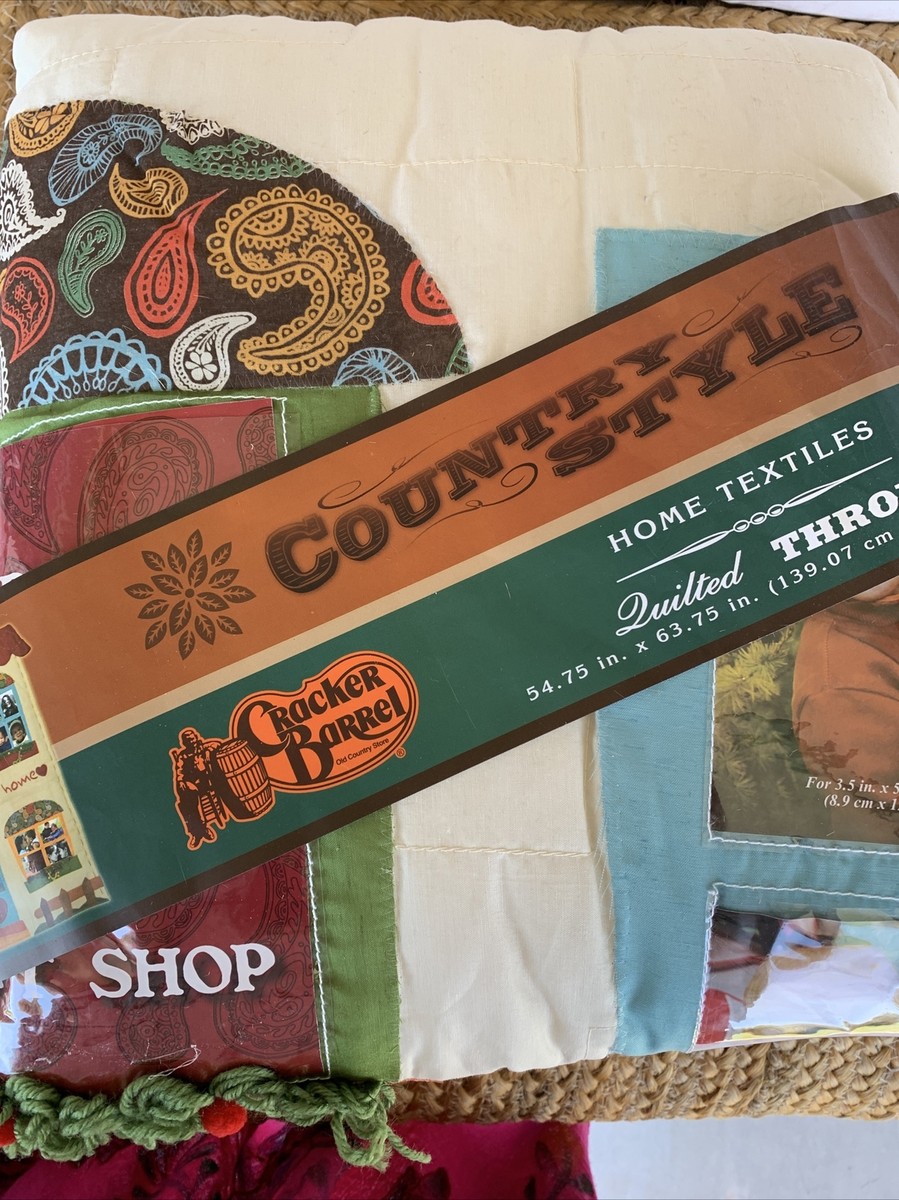 COUNTRY
STYLE
HOME TEXTILES
Quilted THRO
54.75 in. x 63.75 in. (139.07 cm
Cracker
Barrel
Old Country Store
®
home
For 3.5 in. x 5
(8.9 cm x 1
SHOP